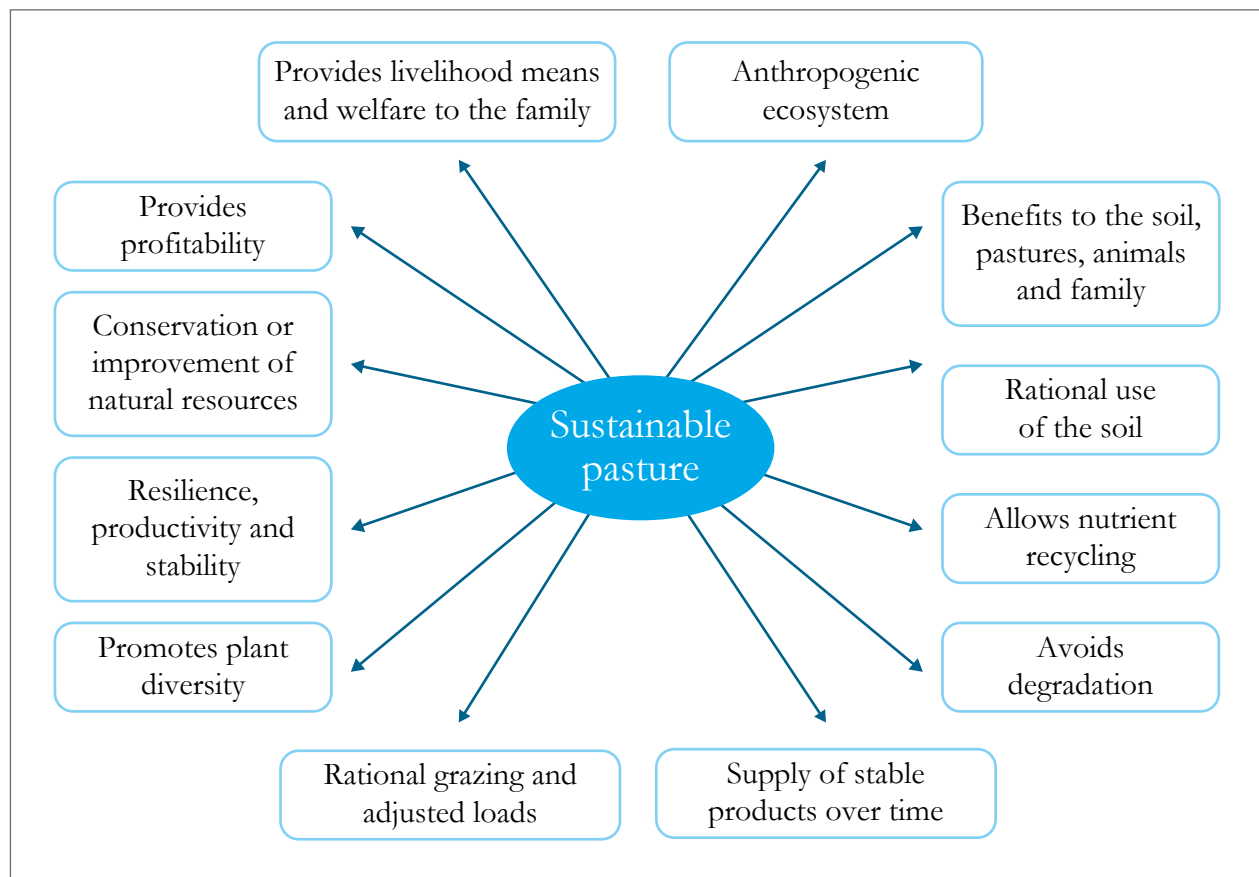 Provides livelihood means
and welfare to the family
Anthropogenic
ecosystem
Provides
profitability
Benefits to the soil,
pastures, animals
and family
Conservation or
improvement of
natural resources
Rational use
of the soil
Sustainable
pasture
Resilience,
productivity and
stability
Allows nutrient
recycling
Promotes plant
diversity
Avoids
degradation
Rational grazing and
adjusted loads
Supply of stable
products over time